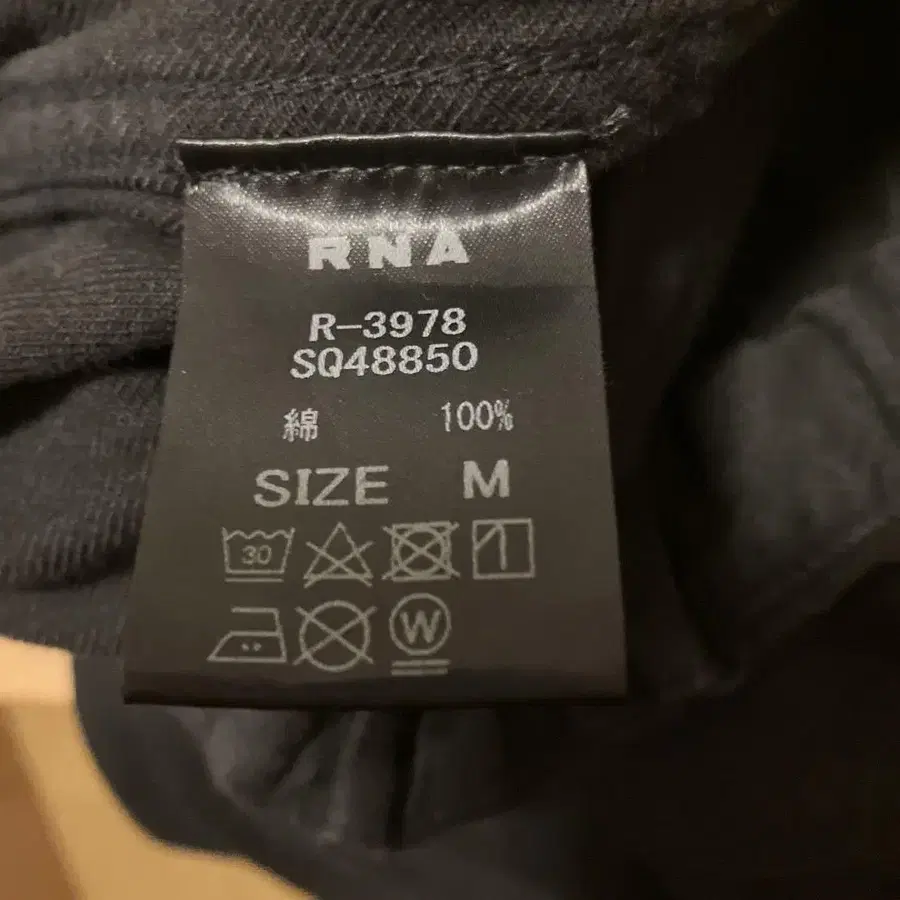 RNA
R-3978
SQ48850
綿 100%
SIZE M
30
W